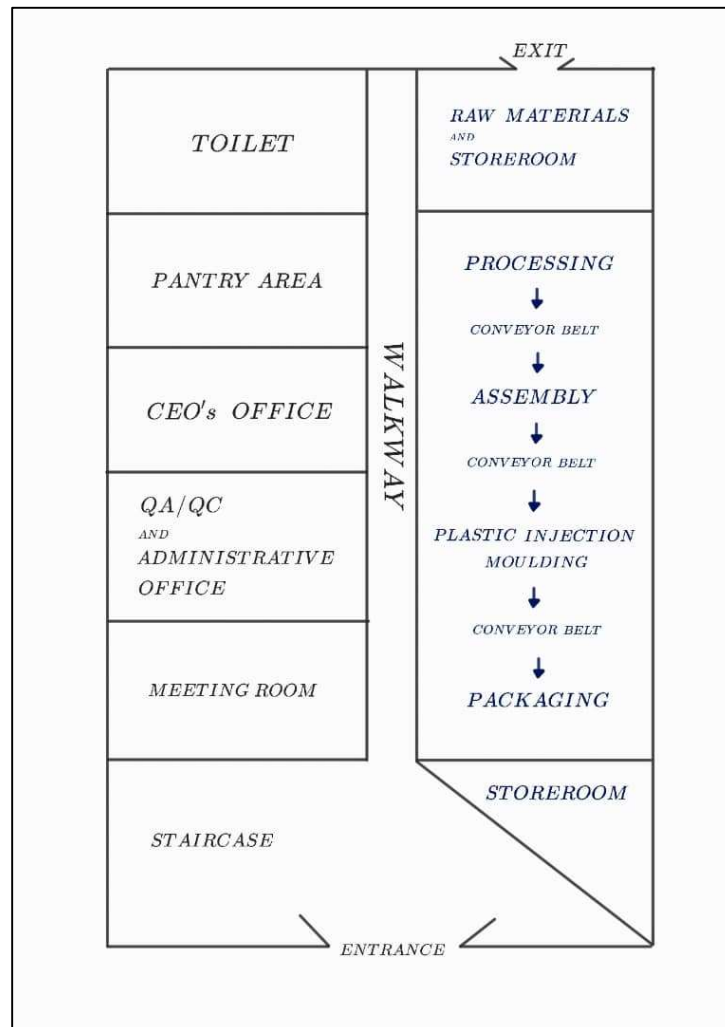 EXIT
TOILET
PANTRY AREA
CEO's OFFICE
QA/QC
AND
ADMINISTRATIVE
OFFICE
MEETING ROOM
STAIRCASE
WALKWAY
RAW MATERIALS
AND
STOREROOM
PROCESSING
CONVEYOR BELT
ASSEMBLY
CONVEYOR BELT
PLASTIC INJECTION
MOULDING
CONVEYOR BELT
PACKAGING
STOREROOM
ENTRANCE